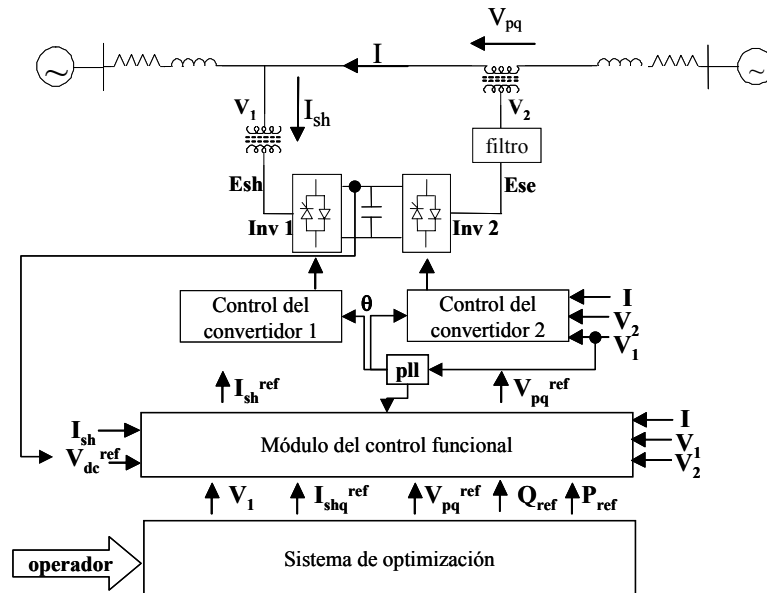 V_pq
I
V_1
I_sh
V_2
filtro
Esh
Ese
Inv 1
Inv 2
θ
Control del
convertidor 1
Control del
convertidor 2
I
V_2
V_1
pll
I_sh^ref
V_pq^ref
I_sh
V_dc^ref
Módulo del control funcional
I
V_1
V_2
V_1
I_shq^ref
V_pq^ref
Q_ref
P_ref
operador
Sistema de optimización